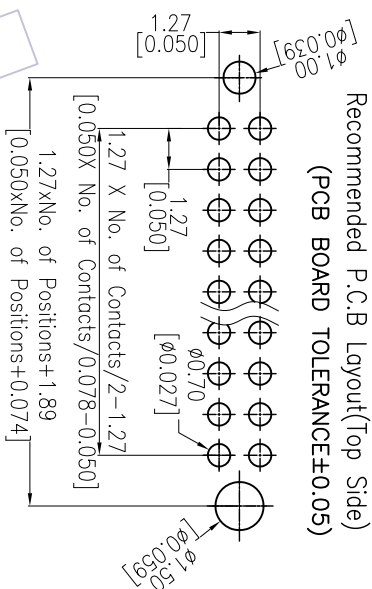 Recommended P.C.B Layout(Top Side)
(PCB BOARD TOLERANCE±0.05)
1.27
[0.050]
ø1.00
[ø0.039]
1.27
[0.050]
ø0.70
[ø0.027]
1.27 X No. of Contacts/2-1.27
[0.050X No. of Contacts/0.078-0.050]
1.27xNo. of Positions+1.89
[0.050xNo. of Positions+0.074]
ø1.50
[ø0.059]